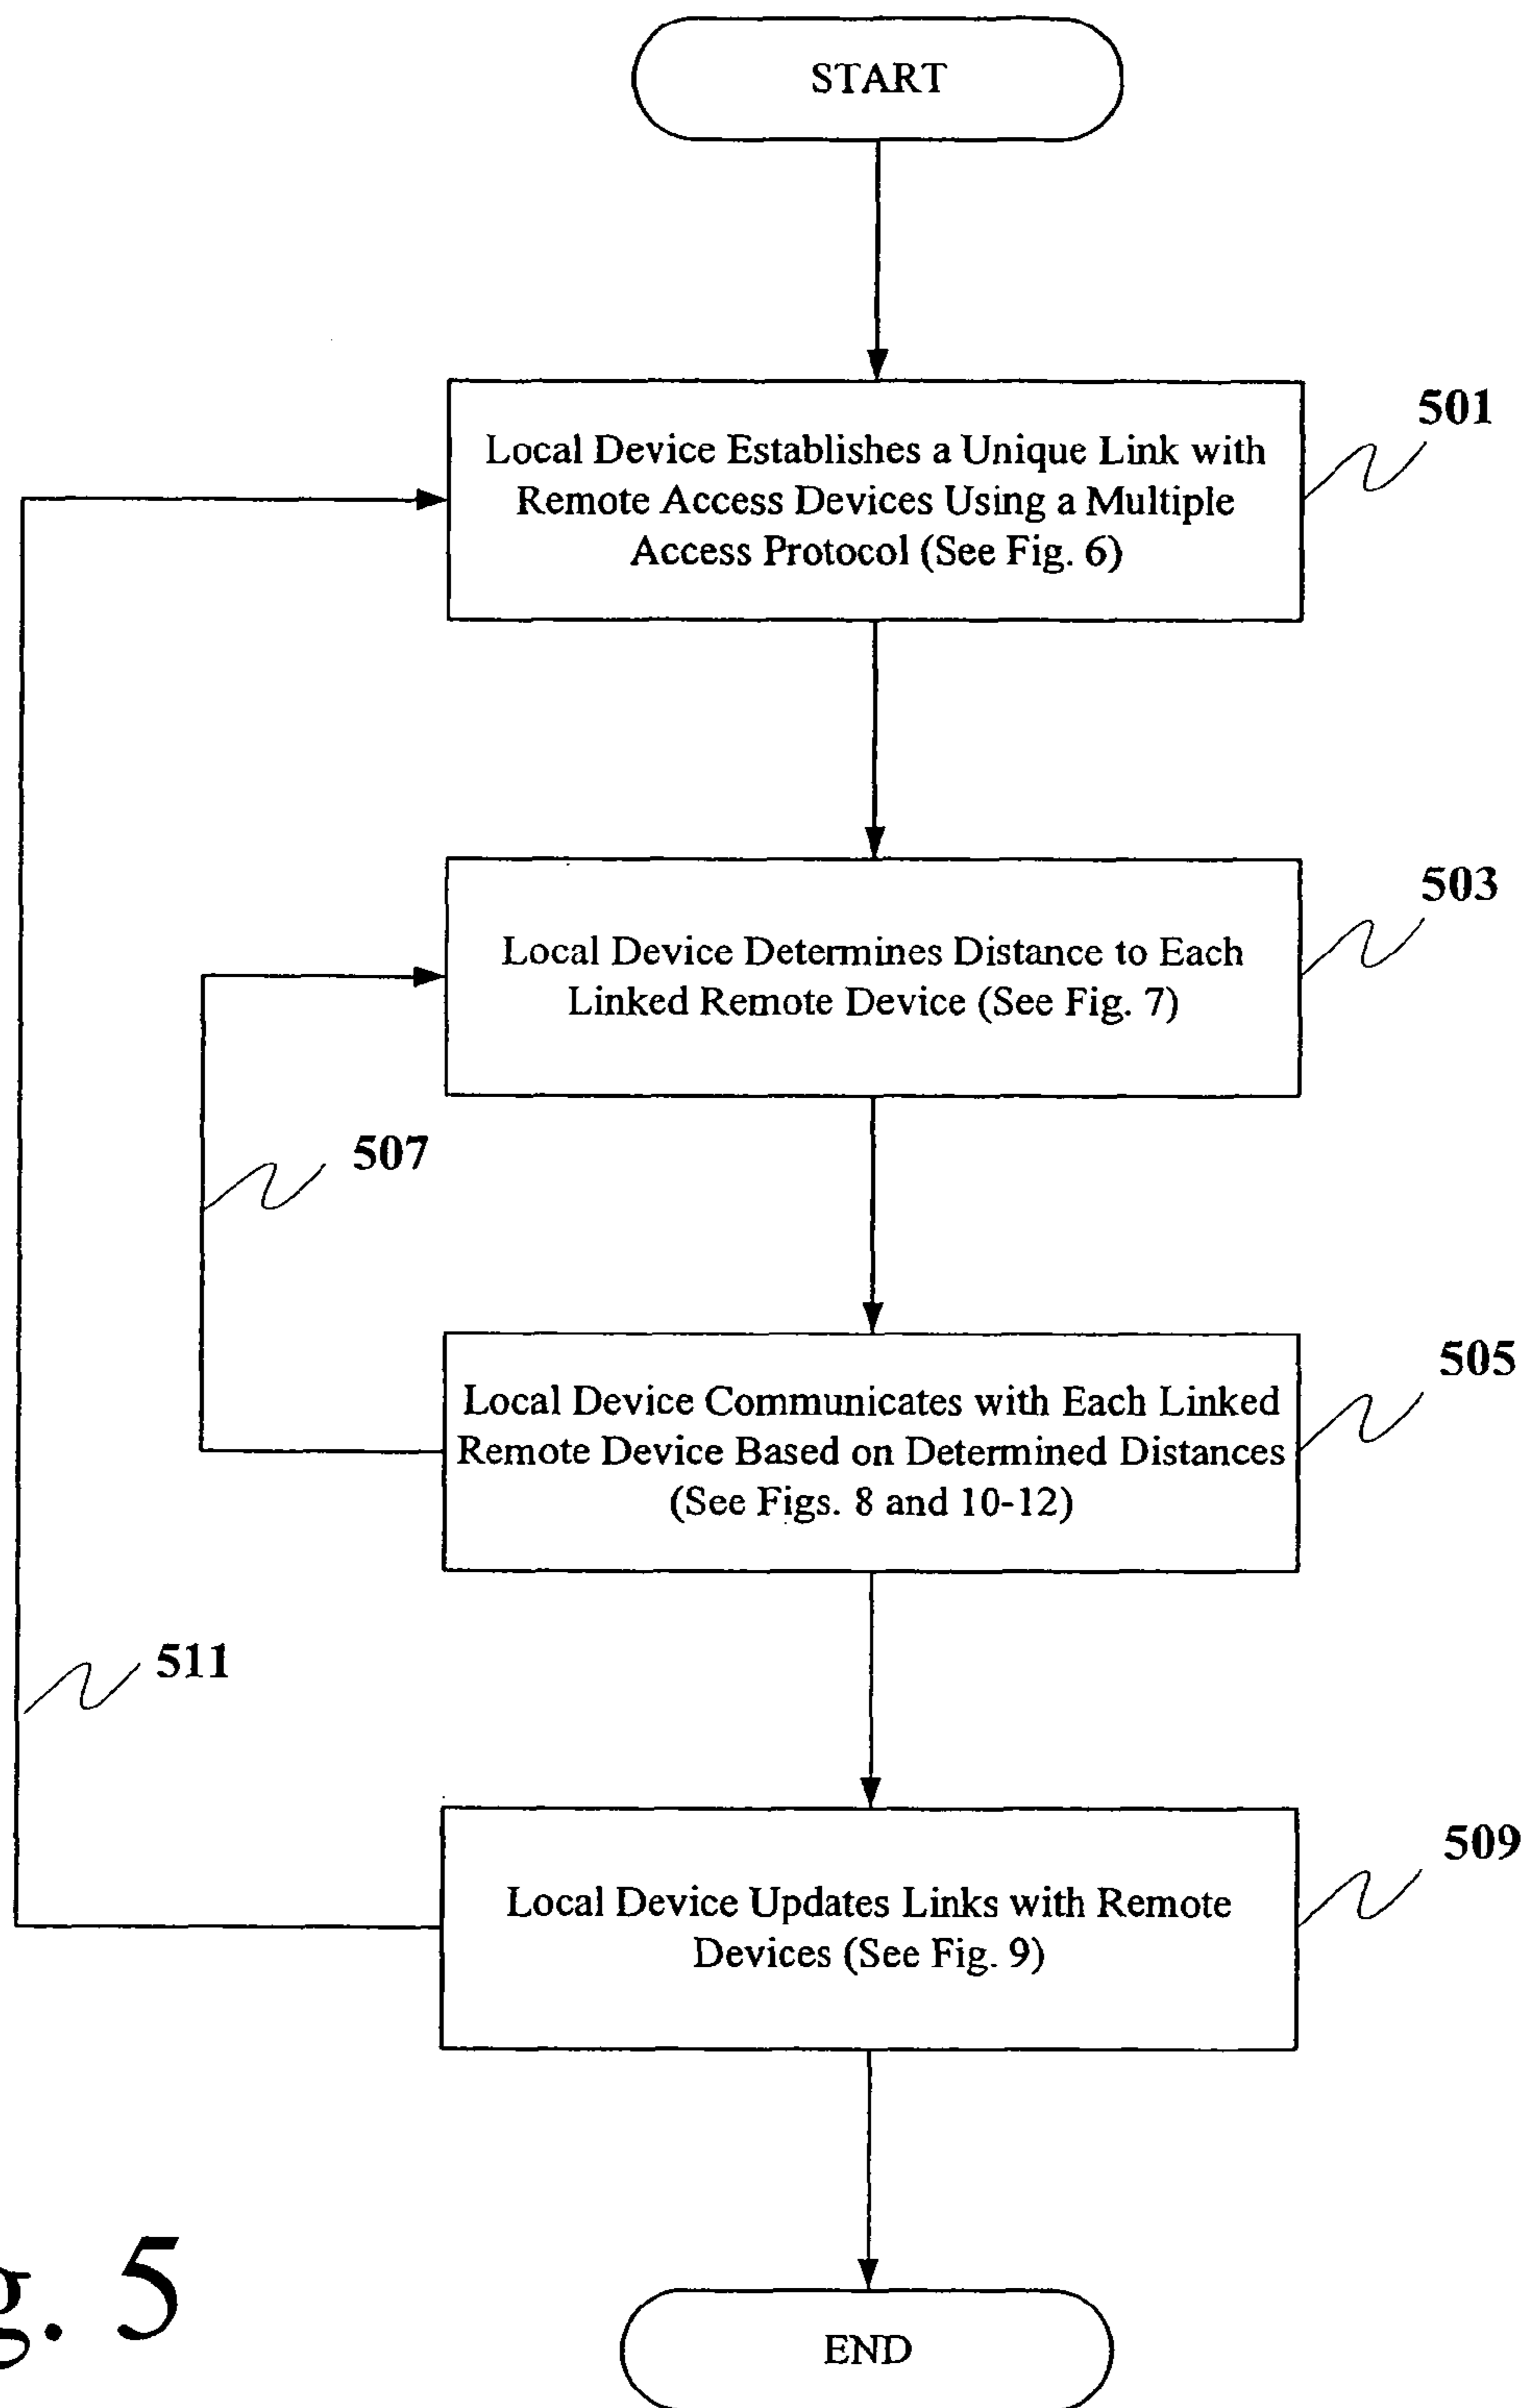 START
501
Local Device Establishes a Unique Link with
Remote Access Devices Using a Multiple
Access Protocol (See Fig. 6)
503
Local Device Determines Distance to Each
Linked Remote Device (See Fig. 7)
507
505
Local Device Communicates with Each Linked
Remote Device Based on Determined Distances
(See Figs. 8 and 10-12)
511
509
Local Device Updates Links with Remote
Devices (See Fig. 9)
g. 5
END